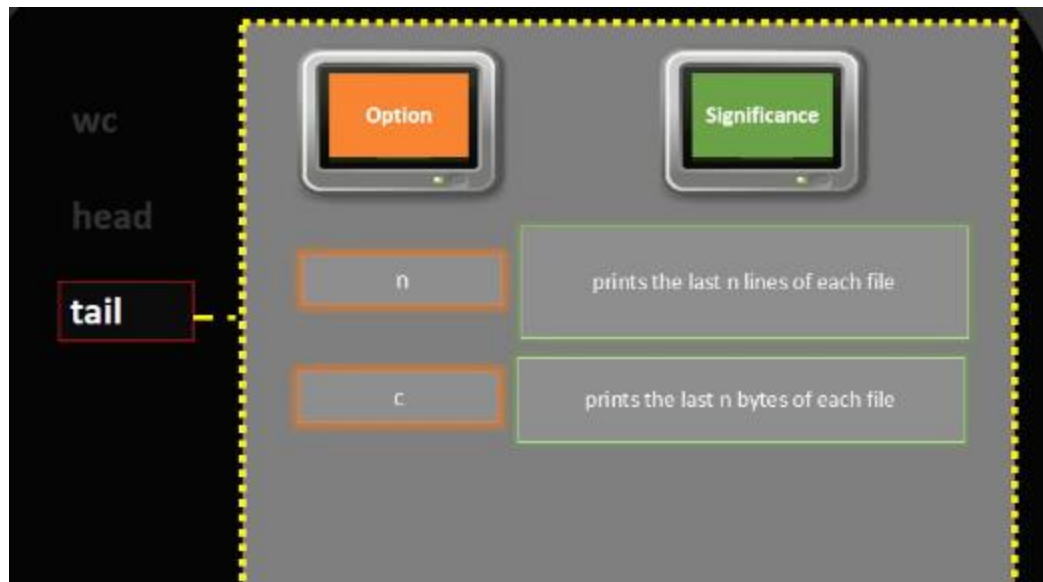 wc
head
tail
Option
Significance
n
prints the last n lines of each file
c
prints the last n bytes of each file